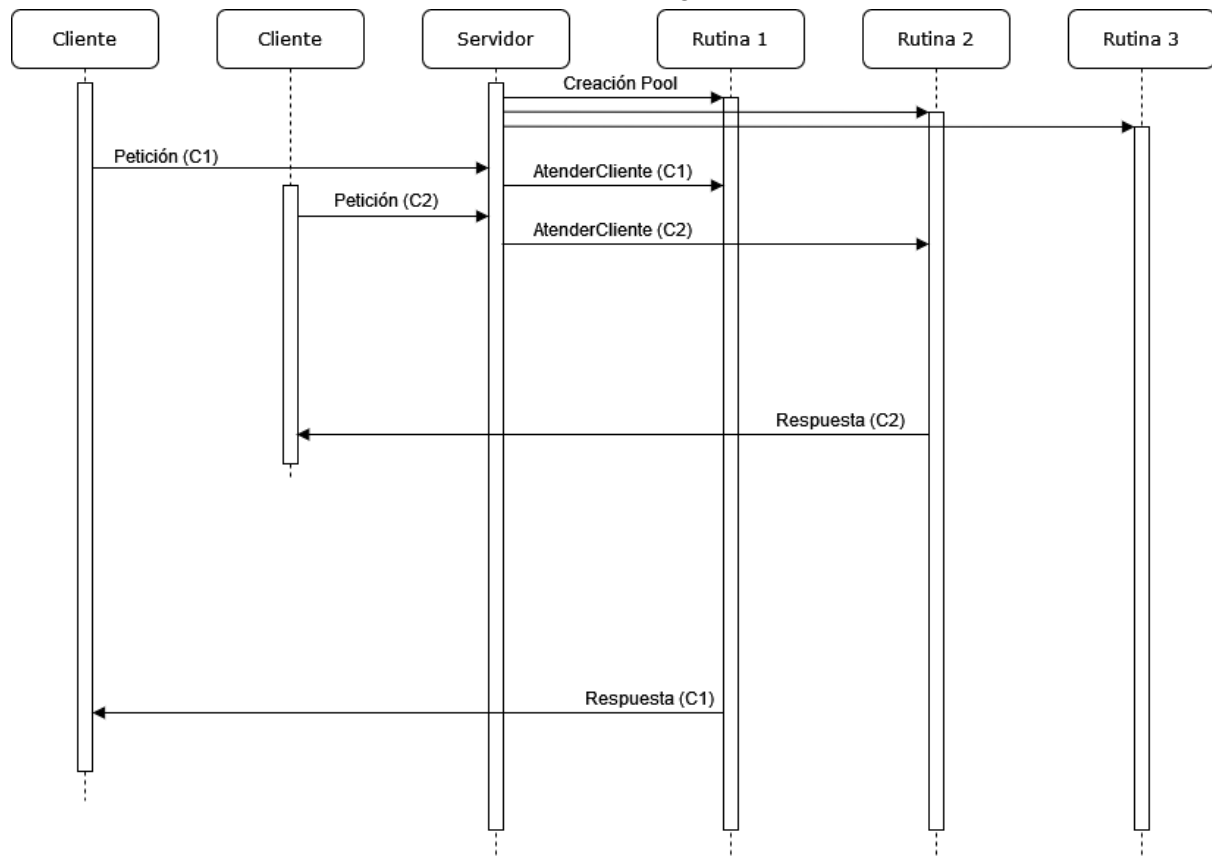 Cliente
Cliente
Servidor
Rutina 1
Rutina 2
Rutina 3
Creación Pool
Petición (C1)
AtenderCliente (C1)
Petición (C2)
AtenderCliente (C2)
Respuesta (C2)
Respuesta (C1)